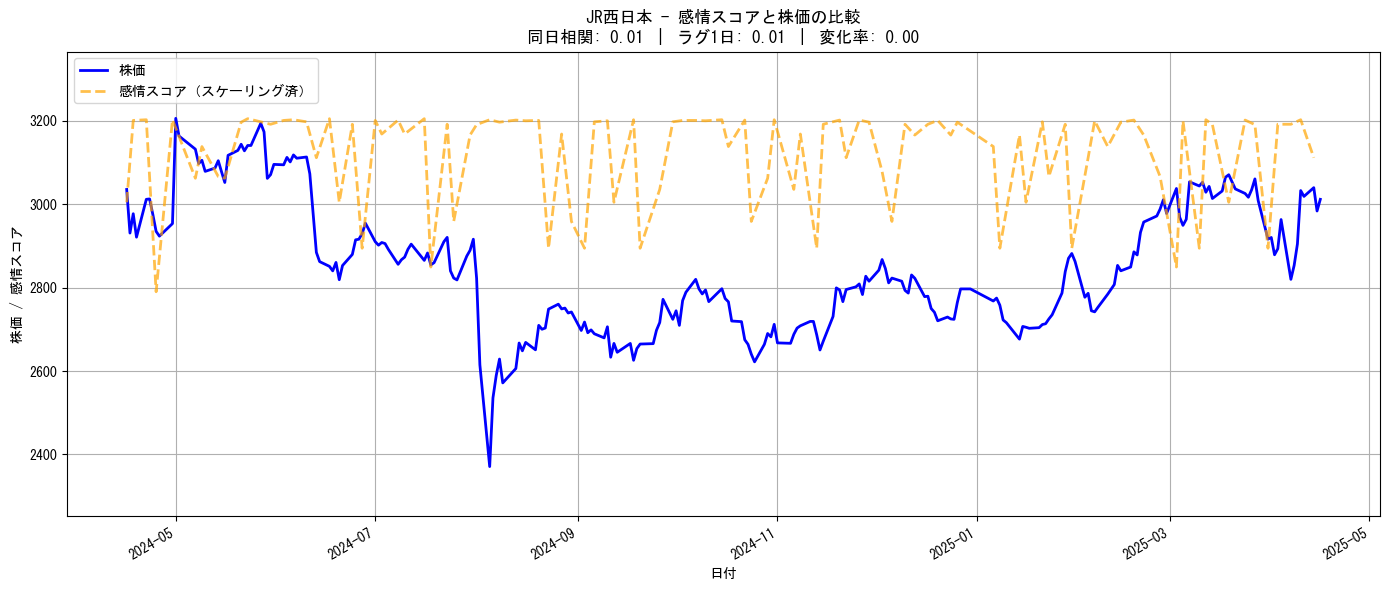 JR西日本 - 感情スコアと株価の比較
同日相関: 0.01 | ラグ1日: 0.01 | 変化率: 0.00
株価
感情スコア（スケーリング済）
株価 / 感情スコア
3200
3000
2800
2600
2400
2024-05
2024-07
2024-09
2024-11
2025-01
2025-03
2025-05
日付